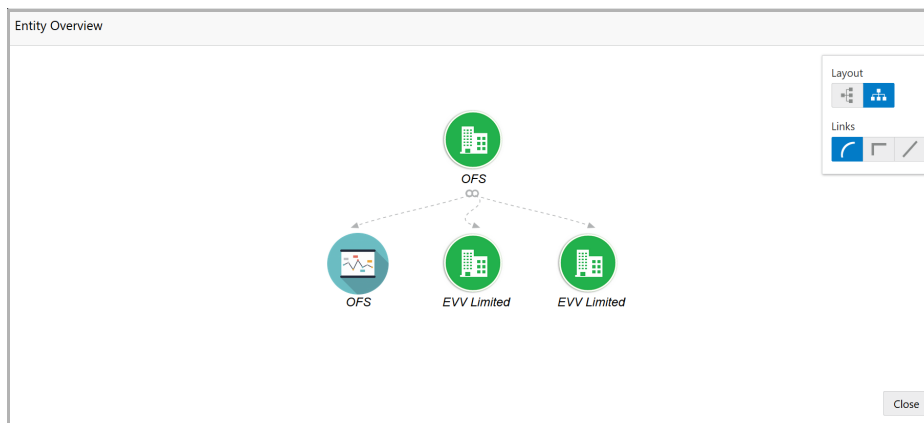 Entity Overview
Layout
Links
OFS
OFS
EVV Limited
EVV Limited
Close